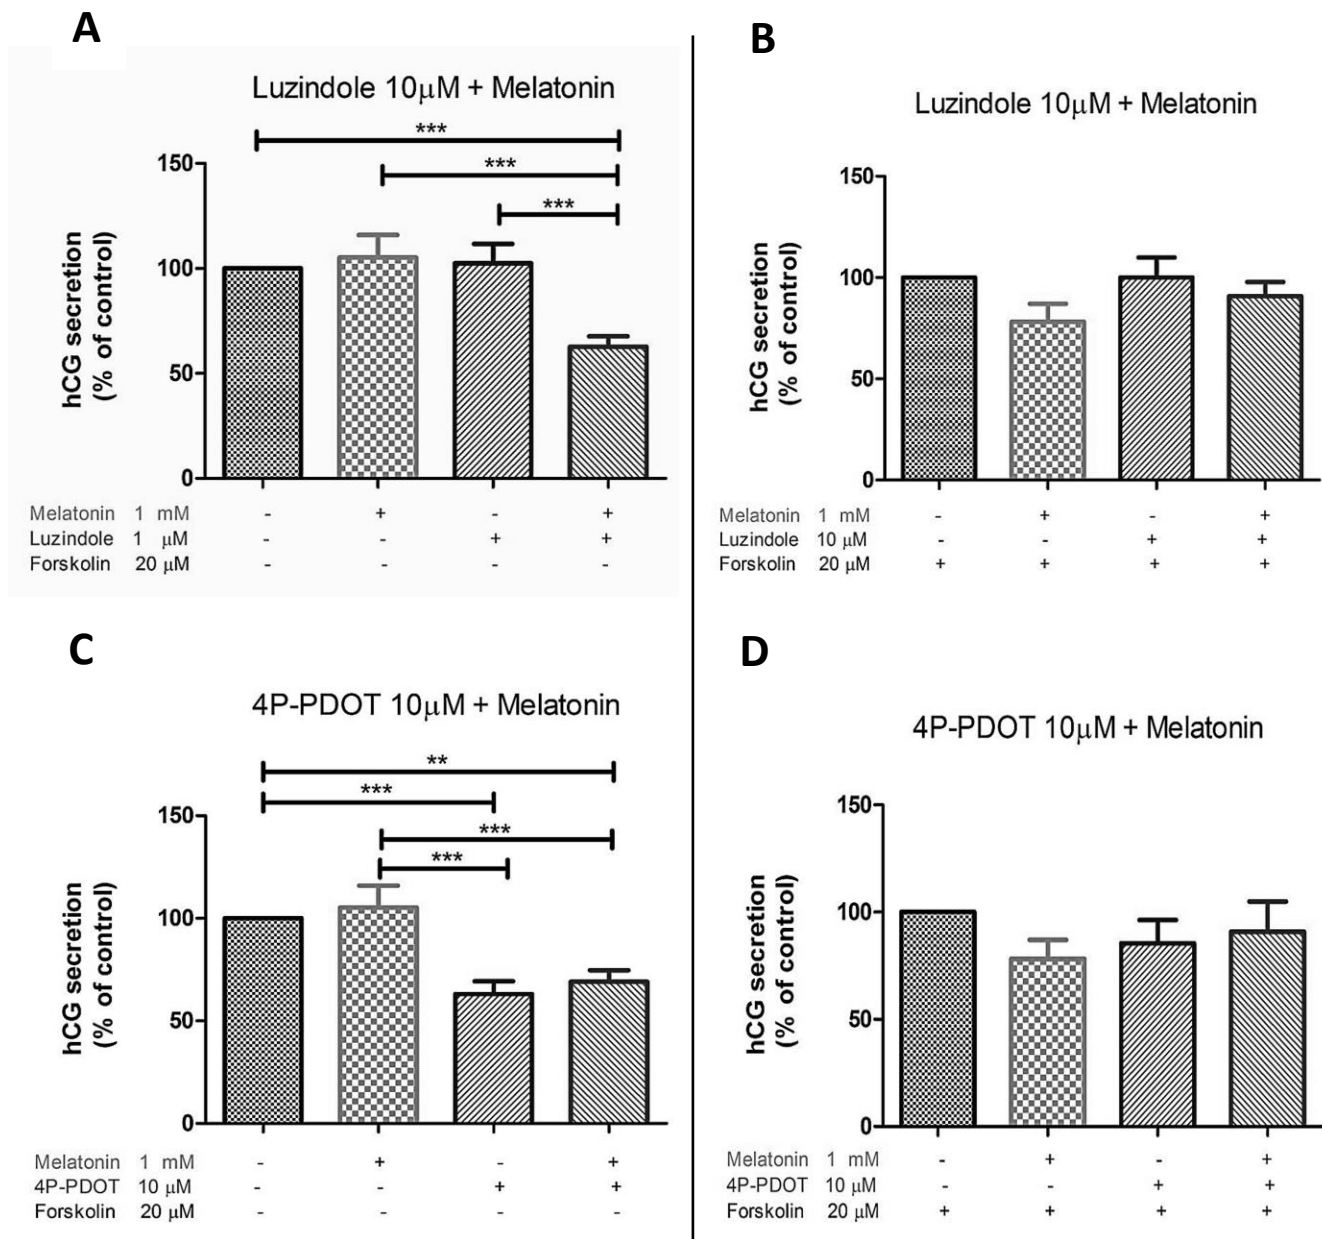 A
Luzindole 10μM + Melatonin
***
***
***
hCG secretion
(% of control)
150
100
50
0
Melatonin 1 mM - + - +
Luzindole 1 μM - - + +
Forskolin 20 μM - - - -
B
Luzindole 10μM + Melatonin
hCG secretion
(% of control)
150
100
50
0
Melatonin 1 mM - + - +
Luzindole 10 μM - - + +
Forskolin 20 μM + + + +
C
4P-PDOT 10μM + Melatonin
**
***
***
***
hCG secretion
(% of control)
150
100
50
0
Melatonin 1 mM - + - +
4P-PDOT 10 μM - - + +
Forskolin 20 μM - - - -
D
4P-PDOT 10μM + Melatonin
hCG secretion
(% of control)
150
100
50
0
Melatonin 1 mM - + - +
4P-PDOT 10 μM - - + +
Forskolin 20 μM + + + +